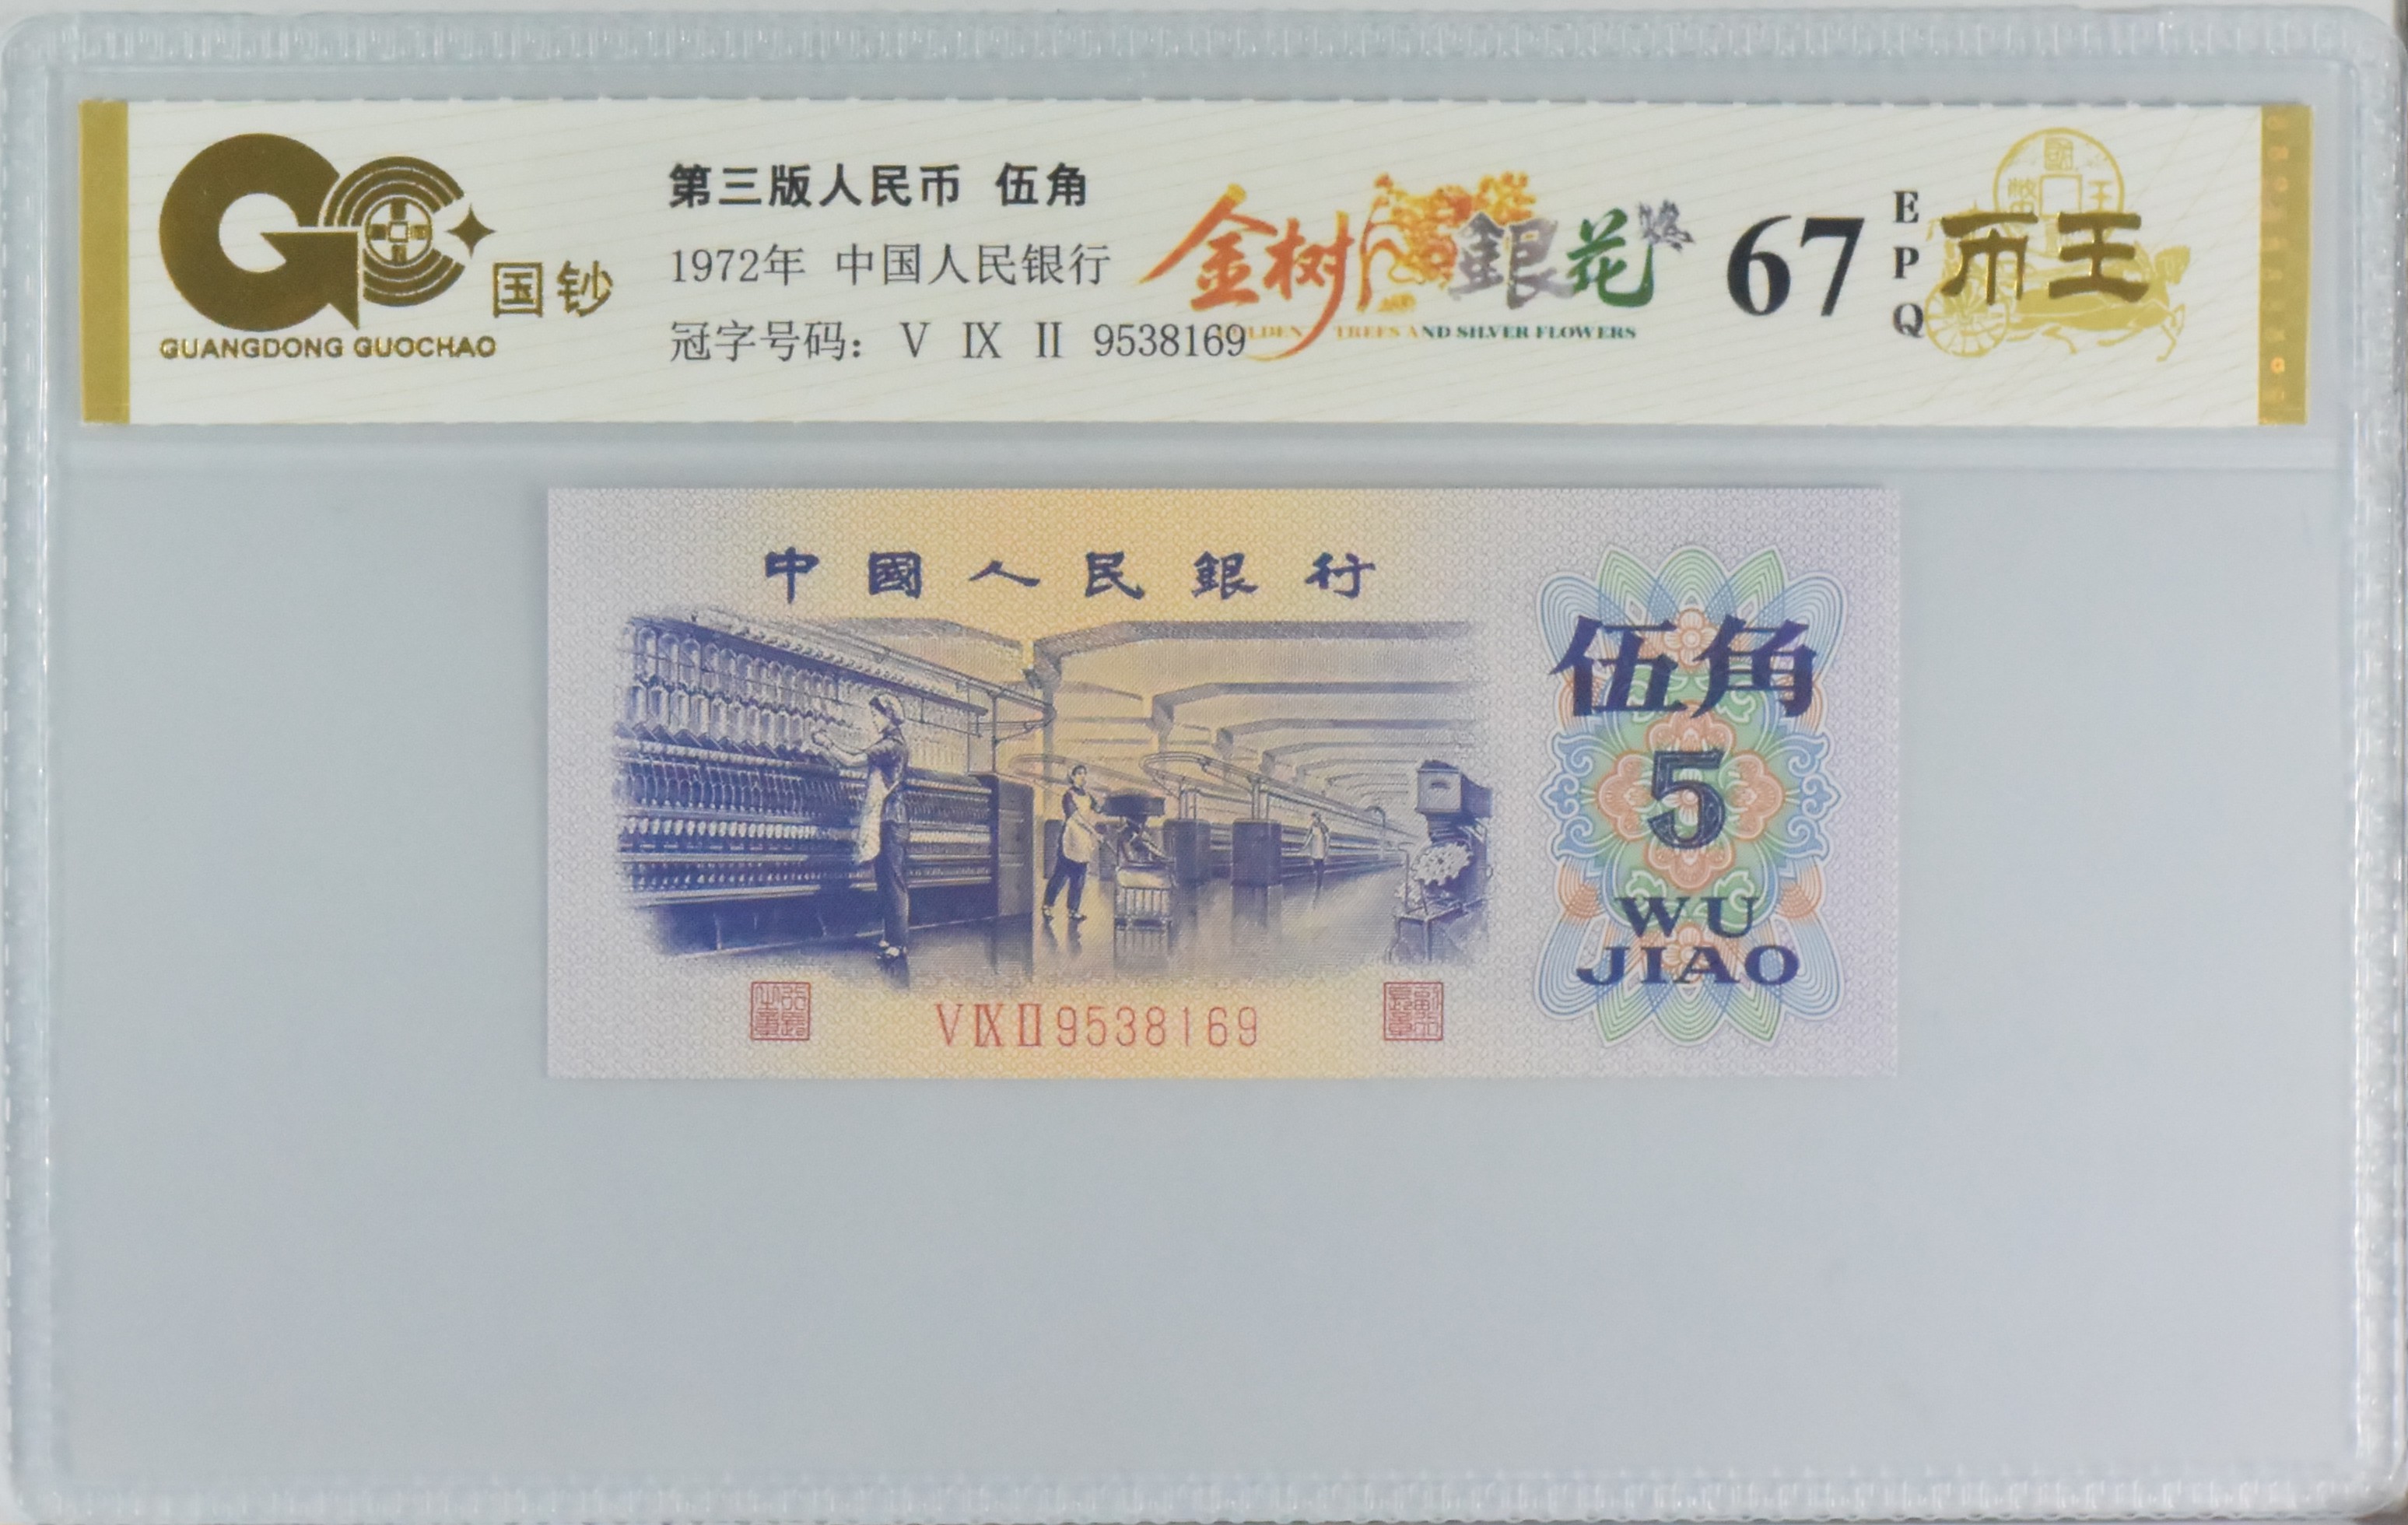 GC 国钞
GUANGDONG GUOCHAO
第三版人民币 伍角
1972年 中国人民银行
冠字号码: V IX II 9538169
金树银花
TREES AND SILVER FLOWERS
67
EPQ
币王
中國人民銀行
伍角
5
WU
JIAO
VIXII9538169